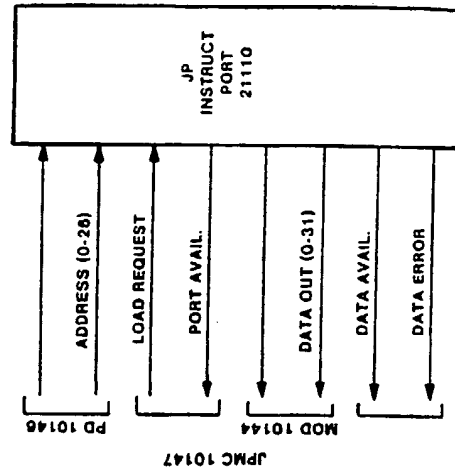 JP
INSTRUCT
PORT
21110
ADDRESS (0-28)
LOAD REQUEST
PORT AVAIL.
DATA OUT (0-31)
DATA AVAIL.
DATA ERROR
PD 10146
MOD 10144
JPMC 10147